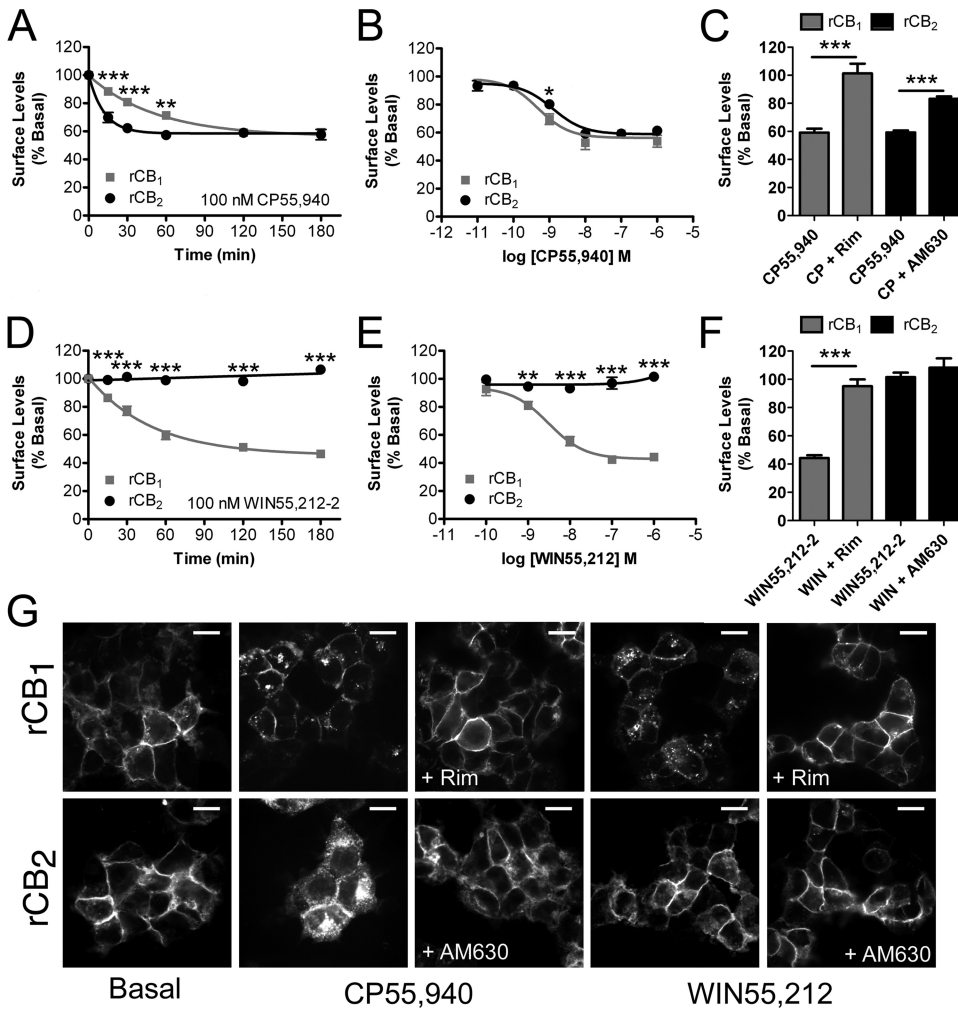 A
Surface Levels
(% Basal)
120
100
80
60
40
20
0
***
***
**
rCB1
rCB2
100 nM CP55,940
0 30 60 90 120 150 180
Time (min)
B
Surface Levels
(% Basal)
120
100
80
60
40
20
0
*
rCB1
rCB2
-12 -11 -10 -9 -8 -7 -6 -5
log [CP55,940] M
C
rCB1 rCB2
Surface Levels
(% Basal)
120
100
80
60
40
20
0
***
***
CP55,940
CP + Rim
CP55,940
CP + AM630
D
Surface Levels
(% Basal)
120
100
80
60
40
20
0
***
***
***
***
***
rCB1
rCB2
100 nM WIN55,212-2
0 30 60 90 120 150 180
Time (min)
E
Surface Levels
(% Basal)
120
100
80
60
40
20
0
** *** *** ***
rCB1
rCB2
-11 -10 -9 -8 -7 -6 -5
log [WIN55,212] M
F
rCB1 rCB2
Surface Levels
(% Basal)
120
100
80
60
40
20
0
***
WIN55,212-2
WIN + Rim
WIN55,212-2
WIN + AM630
G
rCB1
+ Rim
+ Rim
rCB2
+ AM630
+ AM630
Basal
CP55,940
WIN55,212